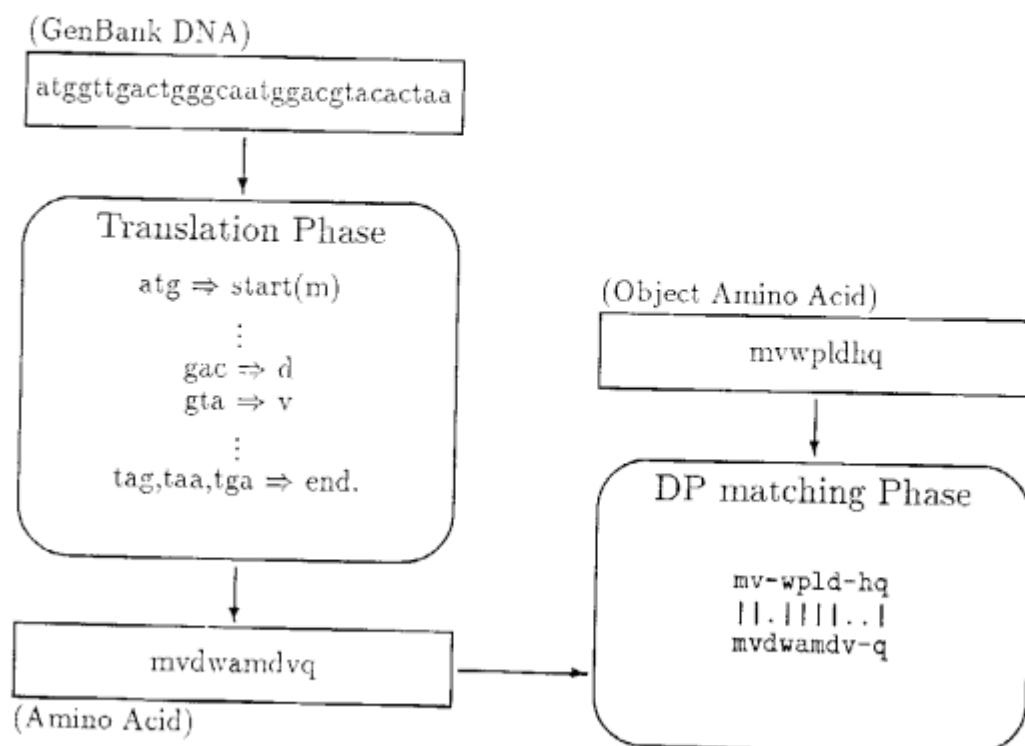 (GenBank DNA)
atggttgactgggcaatggacgtacactaa
Translation Phase
atg ⇒ start(m)
⋮
gac ⇒ d
gta ⇒ v
⋮
tag,taa,tga ⇒ end.
mvdwamdvq
(Amino Acid)
(Object Amino Acid)
mvwpldhq
DP matching Phase
mv-wpld-hq
||.||||..|
mvdwamdv-q